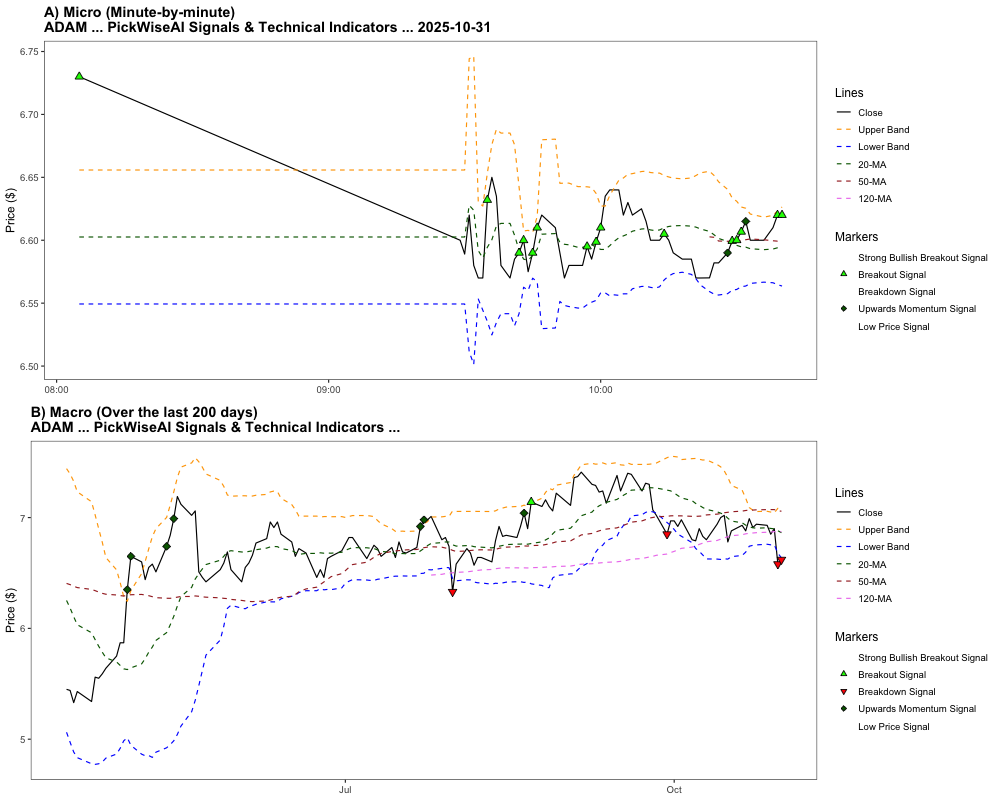 A) Micro (Minute-by-minute)
ADAM ... PickWiseAI Signals & Technical Indicators ... 2025-10-31
6.75
6.70
6.65
6.60
6.55
6.50
Price ($)
08:00
09:00
10:00
Lines
Close
Upper Band
Lower Band
20-MA
50-MA
120-MA
Markers
Strong Bullish Breakout Signal
Breakout Signal
Breakdown Signal
Upwards Momentum Signal
Low Price Signal
B) Macro (Over the last 200 days)
ADAM ... PickWiseAI Signals & Technical Indicators ...
7
6
5
Price ($)
Jul
Oct
Lines
Close
Upper Band
Lower Band
20-MA
50-MA
120-MA
Markers
Strong Bullish Breakout Signal
Breakout Signal
Breakdown Signal
Upwards Momentum Signal
Low Price Signal